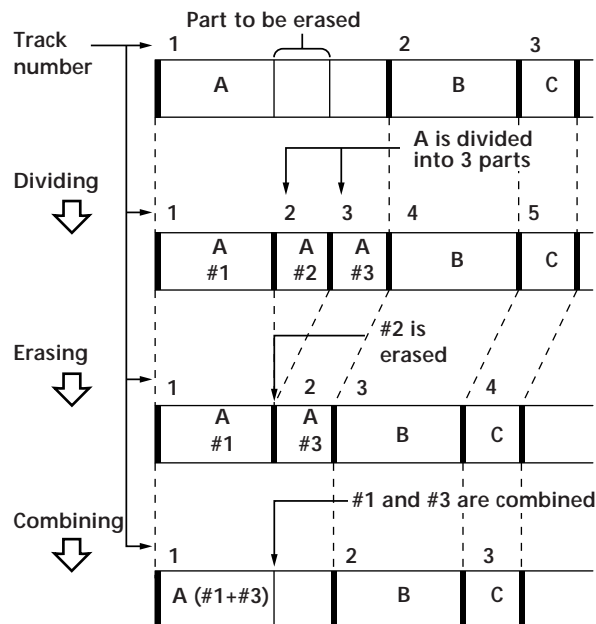 Part to be erased
Track
number
1
2
3
A
B
C
A is divided
into 3 parts
Dividing
1
2
3
4
5
A
#1
A
#2
A
#3
B
C
#2 is
erased
Erasing
1
2
3
4
A
#1
A
#3
B
C
#1 and #3 are combined
Combining
1
2
3
A (#1+#3)
B
C